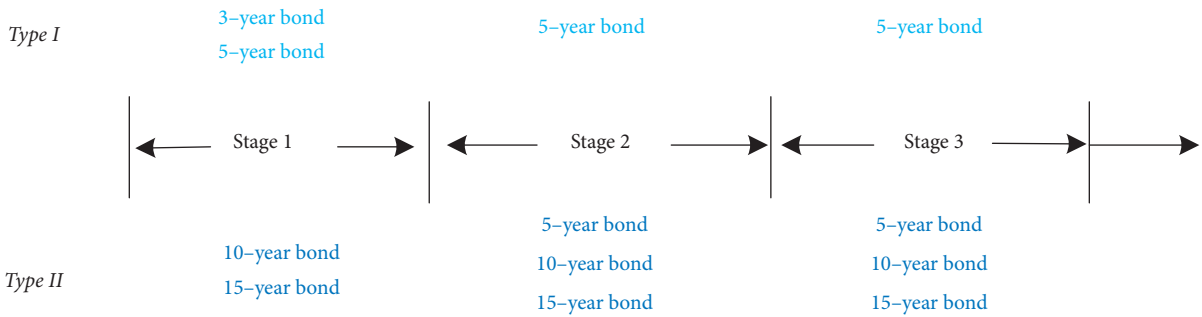 Type I
3–year bond
5–year bond
5–year bond
5–year bond
Stage 1
Stage 2
Stage 3
Type II
10–year bond
15–year bond
5–year bond
10–year bond
15–year bond
5–year bond
10–year bond
15–year bond